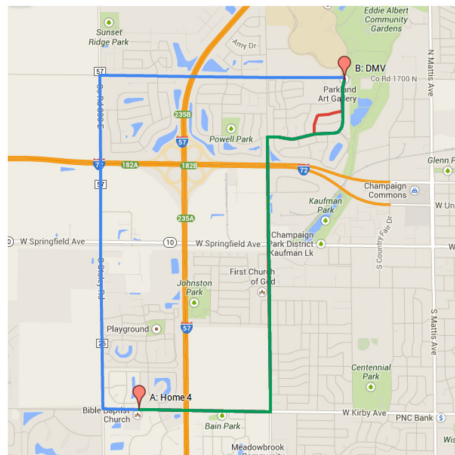 Eddie Albert
Community
Gardens
Sunset
Ridge Park
Amy Dr
57
B: DMV
Co Rd 1700 N
N Mattis Ave
Parkland
Art Gallery
235B
57
Powell Park
182A
182B
72
57
Champaign
Commons
Kaufman
Park
235A
W Springfield Ave
10
W Springfield Ave
Champaign
Park District
Kaufman Lk
S Country Fair Dr
First Church
of God
Johnston
Park
57
S Mattis Ave
Playground
Centennial
Park
A: Home 4
Bible Baptist
Church
Bain Park
W Kirby Ave
PNC Bank
Meadowbrook